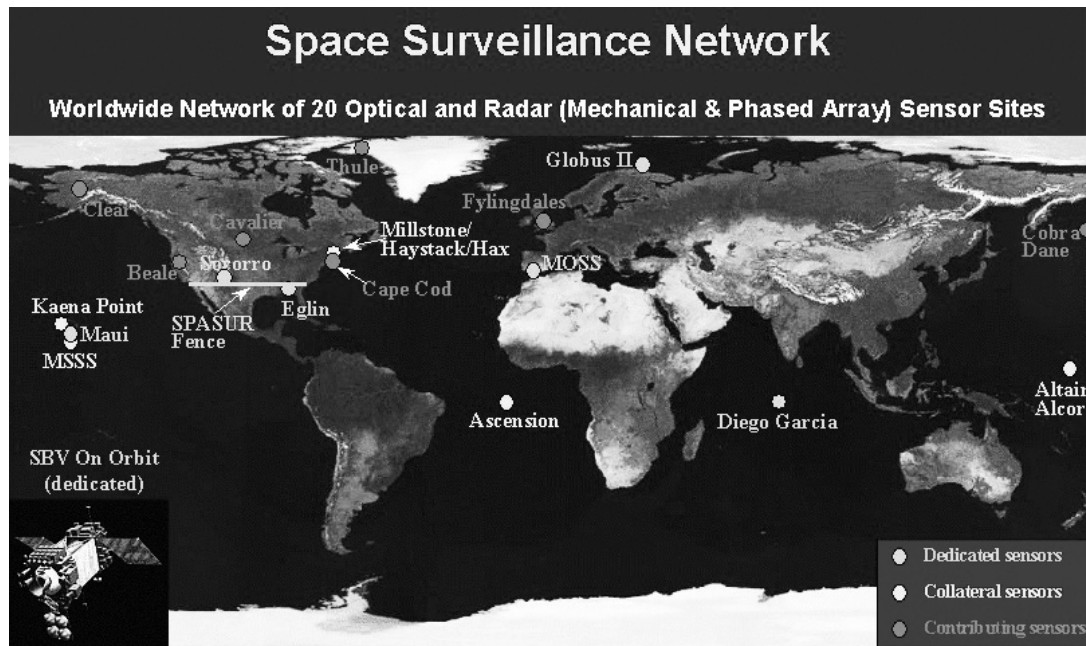 Space Surveillance Network
Worldwide Network of 20 Optical and Radar (Mechanical & Phased Array) Sensor Sites
Thule
Globus II
Clear
Cavalier
Fylingdales
Millstone/
Haystack/Hax
Cobra
Dane
Beale
Socorro
MOSS
Cape Cod
Kaena Point
Eglin
SPASUR
Fence
Maui
MSSS
Altair
Alcor
Ascension
Diego Garcia
SBV On Orbit
(dedicated)
Dedicated sensors
Collateral sensors
Contributing sensors